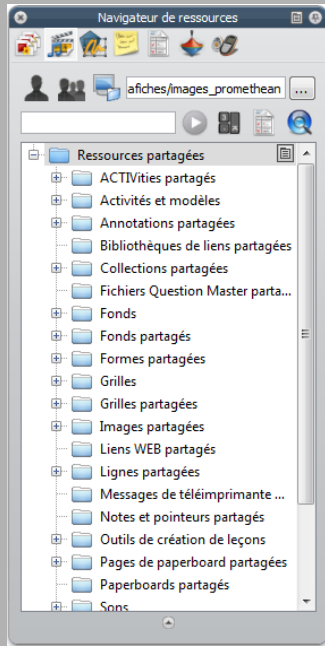 Navigateur de ressources
afiches/images_promethean
...
Ressources partagées
ACTIVities partagés
Activités et modèles
Annotations partagées
Bibliothèques de liens partagées
Collections partagées
Fichiers Question Master parta...
Fonds
Fonds partagés
Formes partagées
Grilles
Grilles partagées
Images partagées
Liens WEB partagés
Lignes partagées
Messages de téléimprimante ...
Notes et pointeurs partagés
Outils de création de leçons
Pages de paperboard partagées
Paperboards partagés
Sons